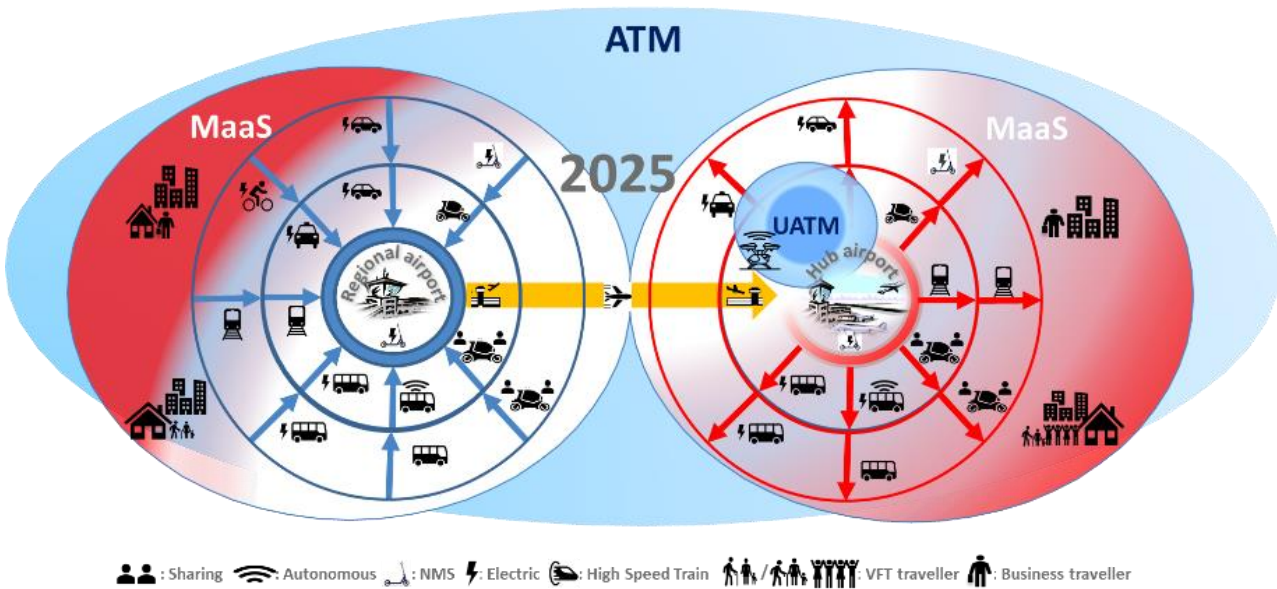 ATM
MaaS
MaaS
2025
UATM
Regional airport
Hub airport
: Sharing : Autonomous : NMS : Electric : High Speed Train / : VFT traveller : Business traveller